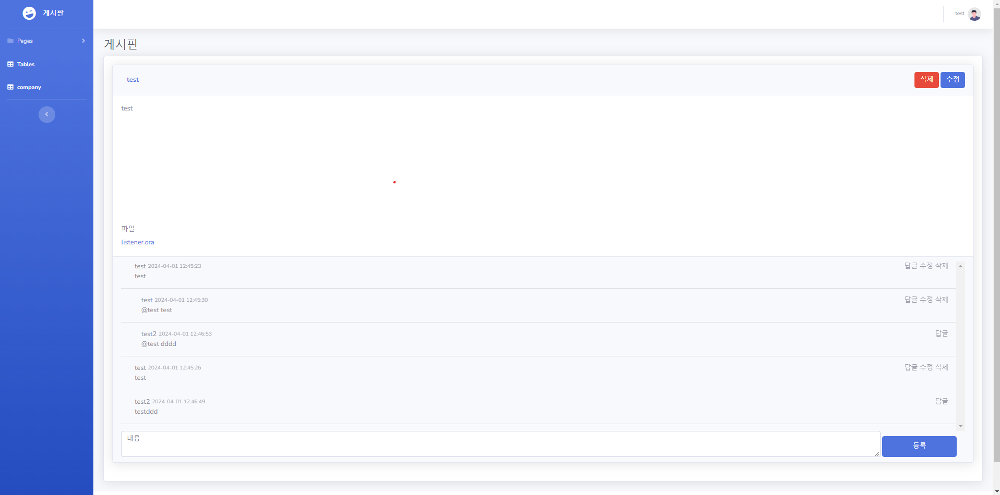 게시판
Pages
Tables
company
test
게시판
test
삭제 수정
test
파일
listener.ora
test 2024-04-01 12:45:23 답글 수정 삭제
test
test 2024-04-01 12:45:30 답글 수정 삭제
@test test
test2 2024-04-01 12:46:53 답글
@test dddd
test 2024-04-01 12:45:26 답글 수정 삭제
test
test2 2024-04-01 12:46:49 답글
testddd
내용
등록